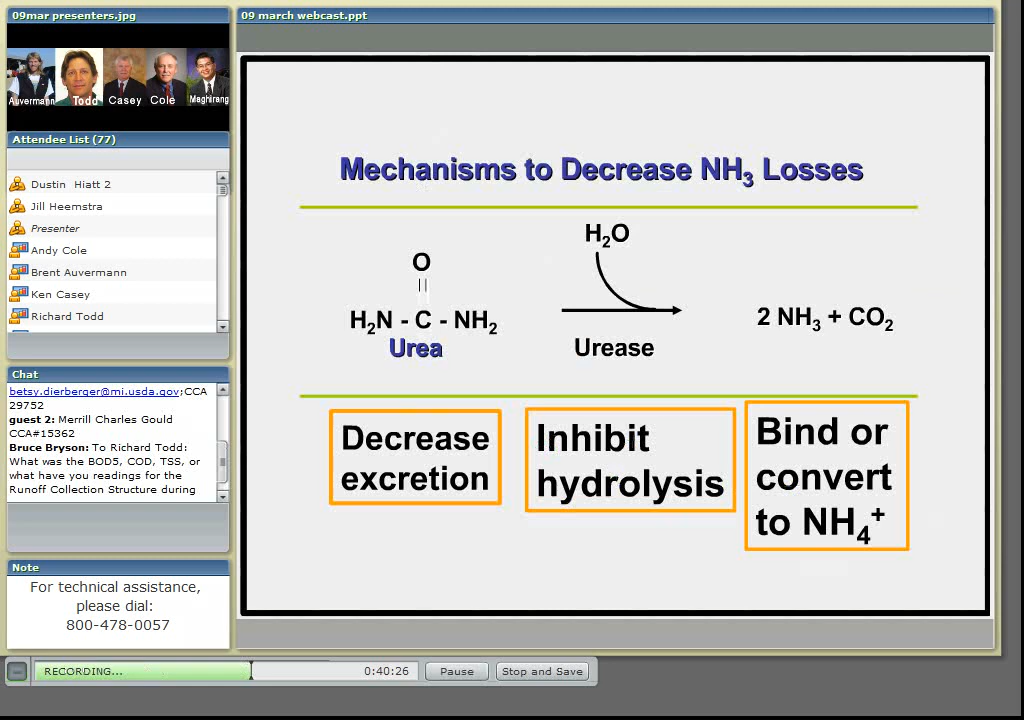 09mar presenters.jpg
Auvermann Todd Casey Cole Maghirang
Attendee List (77)
Dustin Hiatt 2
Jill Heemstra
Presenter
Andy Cole
Brent Auvermann
Ken Casey
Richard Todd
Chat
betsy.dierberger@mi.usda.gov;CCA
29752
guest 2: Merrill Charles Gould
CCA#15362
Bruce Bryson: To Richard Todd:
What was the BOD5, COD, TSS, or
what have you readings for the
Runoff Collection Structure during
Note
For technical assistance,
please dial:
800-478-0057
09 march webcast.ppt
Mechanisms to Decrease NH3 Losses
H2O
O
||
H2N - C - NH2
Urea
Urease
2 NH3 + CO2
Decrease
excretion
Inhibit
hydrolysis
Bind or
convert
to NH4+
RECORDING... 0:40:26 Pause Stop and Save